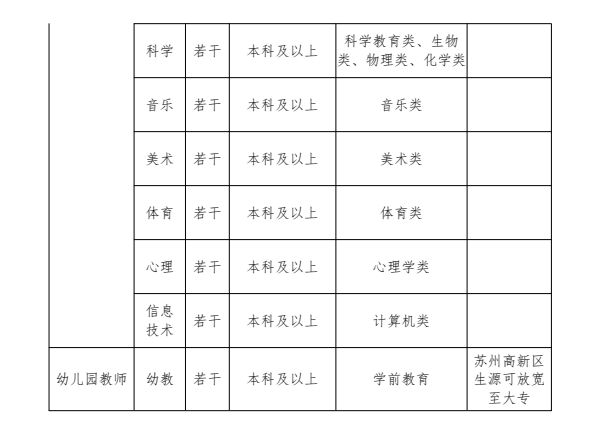 科学 若干 本科及以上 科学教育类、生物
类、物理类、化学类
音乐 若干 本科及以上 音乐类
美术 若干 本科及以上 美术类
体育 若干 本科及以上 体育类
心理 若干 本科及以上 心理学类
信息
技术 若干 本科及以上 计算机类
幼儿园教师 幼教 若干 本科及以上 学前教育 苏州高新区
生源可放宽
至大专